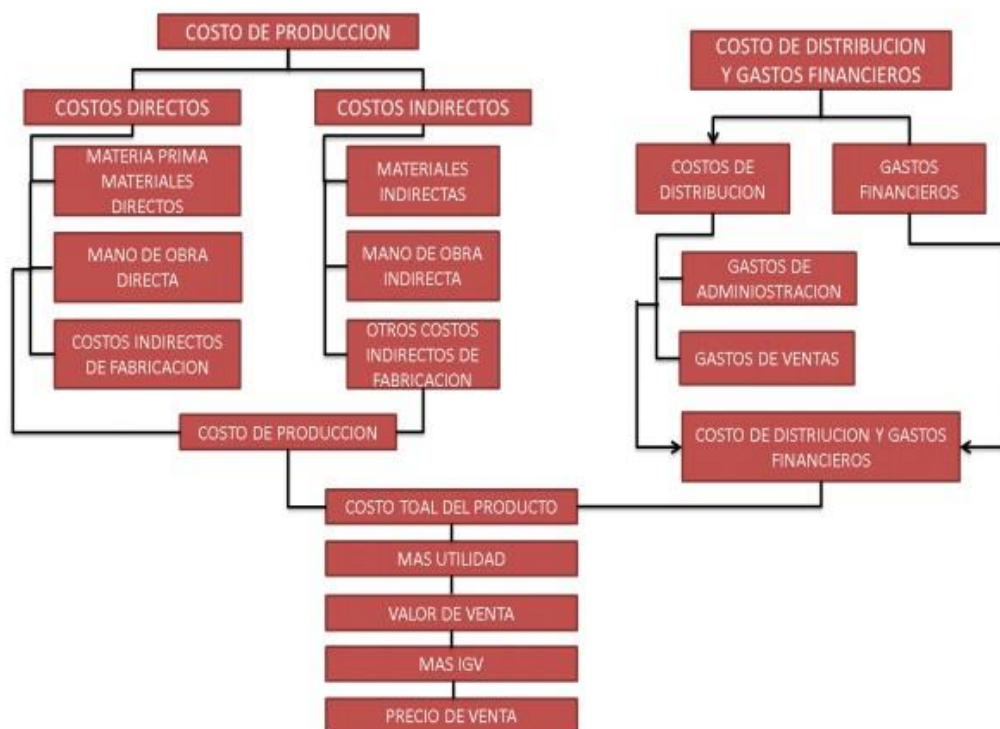 COSTO DE PRODUCCION
COSTOS DIRECTOS
MATERIA PRIMA
MATERIALES
DIRECTOS
MANO DE OBRA
DIRECTA
COSTOS INDIRECTOS
DE FABRICACION
COSTOS INDIRECTOS
MATERIALES
INDIRECTAS
MANO DE OBRA
INDIRECTA
OTROS COSTOS
INDIRECTOS DE
FABRICACION
COSTO DE PRODUCCION
COSTO DE DISTRIBUCION
Y GASTOS FINANCIEROS
COSTOS DE
DISTRIBUCION
GASTOS
FINANCIEROS
GASTOS DE
ADMINIOSTRACION
GASTOS DE VENTAS
COSTO DE DISTRIUCION Y GASTOS
FINANCIEROS
COSTO TOAL DEL PRODUCTO
MAS UTILIDAD
VALOR DE VENTA
MAS IGV
PRECIO DE VENTA